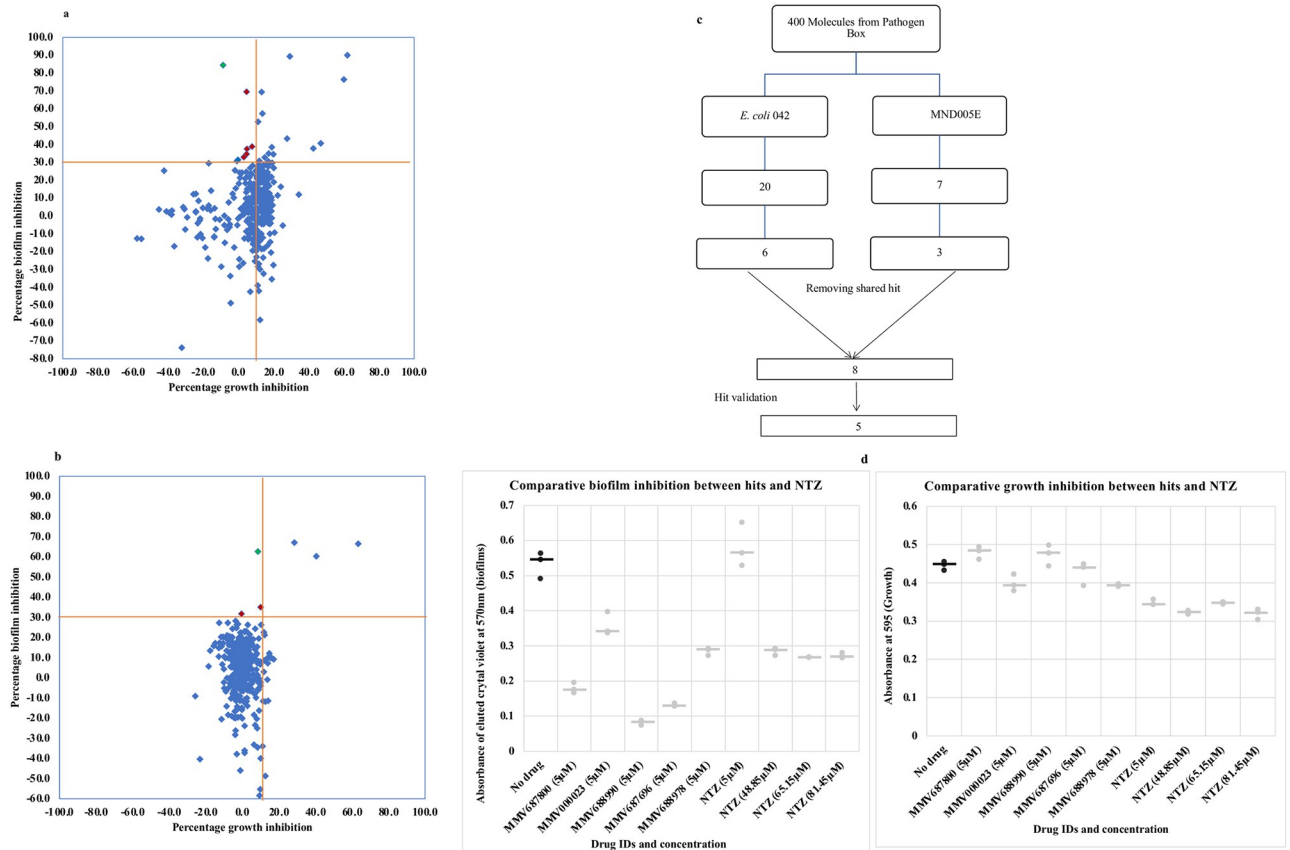 a
100.0
90.0
80.0
70.0
60.0
50.0
40.0
30.0
20.0
10.0
0.0
-10.0
-20.0
-30.0
-40.0
-50.0
-60.0
-70.0
-80.0
Percentage biofilm inhibition
-100.0 -80.0 -60.0 -40.0 -20.0 0.0 20.0 40.0 60.0 80.0 100.0
Percentage growth inhibition
c
400 Molecules from Pathogen
Box
E. coli 042
MND005E
20
7
6
3
Removing shared hit
8
Hit validation
5
b
100.0
90.0
80.0
70.0
60.0
50.0
40.0
30.0
20.0
10.0
0.0
-10.0
-20.0
-30.0
-40.0
-50.0
-60.0
Percentage biofilm inhibition
-100.0 -80.0 -60.0 -40.0 -20.0 0.0 20.0 40.0 60.0 80.0 100.0
Percentage growth inhibition
d
Comparative biofilm inhibition between hits and NTZ
0.7
0.6
0.5
0.4
0.3
0.2
0.1
0
Absorbance of eluted crytal violet at 570nm (biofilms)
No drug
MMV687800 (5µM)
MMV000023 (5µM)
MMV688990 (5µM)
MMV687696 (5µM)
MMV688978 (5µM)
NTZ (5µM)
NTZ (48.85µM)
NTZ (65.15µM)
NTZ (81.45µM)
Drug IDs and concentration
Comparative growth inhibition between hits and NTZ
0.6
0.5
0.4
0.3
0.2
0.1
0
Absorbance at 595 (Growth)
No drug
MMV687800 (5µM)
MMV000023 (5µM)
MMV688990 (5µM)
MMV687696 (5µM)
MMV688978 (5µM)
NTZ (5µM)
NTZ (48.85µM)
NTZ (65.15µM)
NTZ (81.45µM)
Drug IDs and concentration